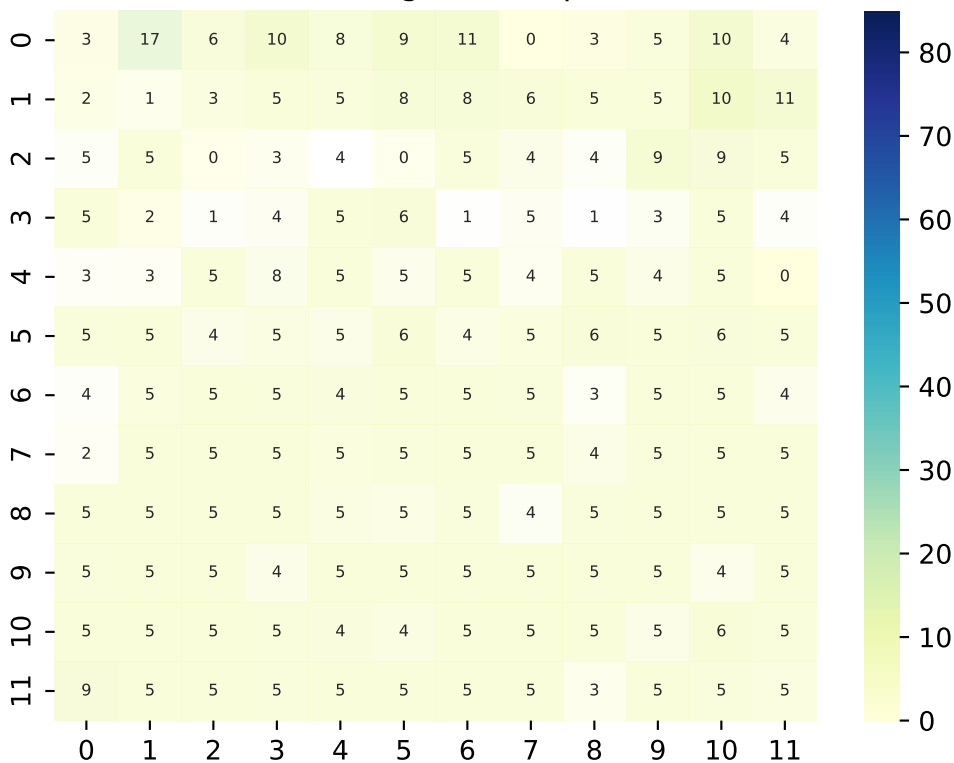 0 3 17 6 10 8 9 11 0 3 5 10 4
1 2 1 3 5 5 8 8 6 5 5 10 11
2 5 5 0 3 4 0 5 4 4 9 9 5
3 5 2 1 4 5 6 1 5 1 3 5 4
4 3 3 5 8 5 5 5 4 5 4 5 0
5 5 5 4 5 5 6 4 5 6 5 6 5
6 4 5 5 5 4 5 5 5 3 5 5 4
7 2 5 5 5 5 5 5 5 4 5 5 5
8 5 5 5 5 5 5 5 4 5 5 5 5
9 5 5 5 4 5 5 5 5 5 5 4 5
10 5 5 5 5 4 4 5 5 5 5 6 5
11 9 5 5 5 5 5 5 5 3 5 5 5
0 1 2 3 4 5 6 7 8 9 10 11
80
70
60
50
40
30
20
10
0